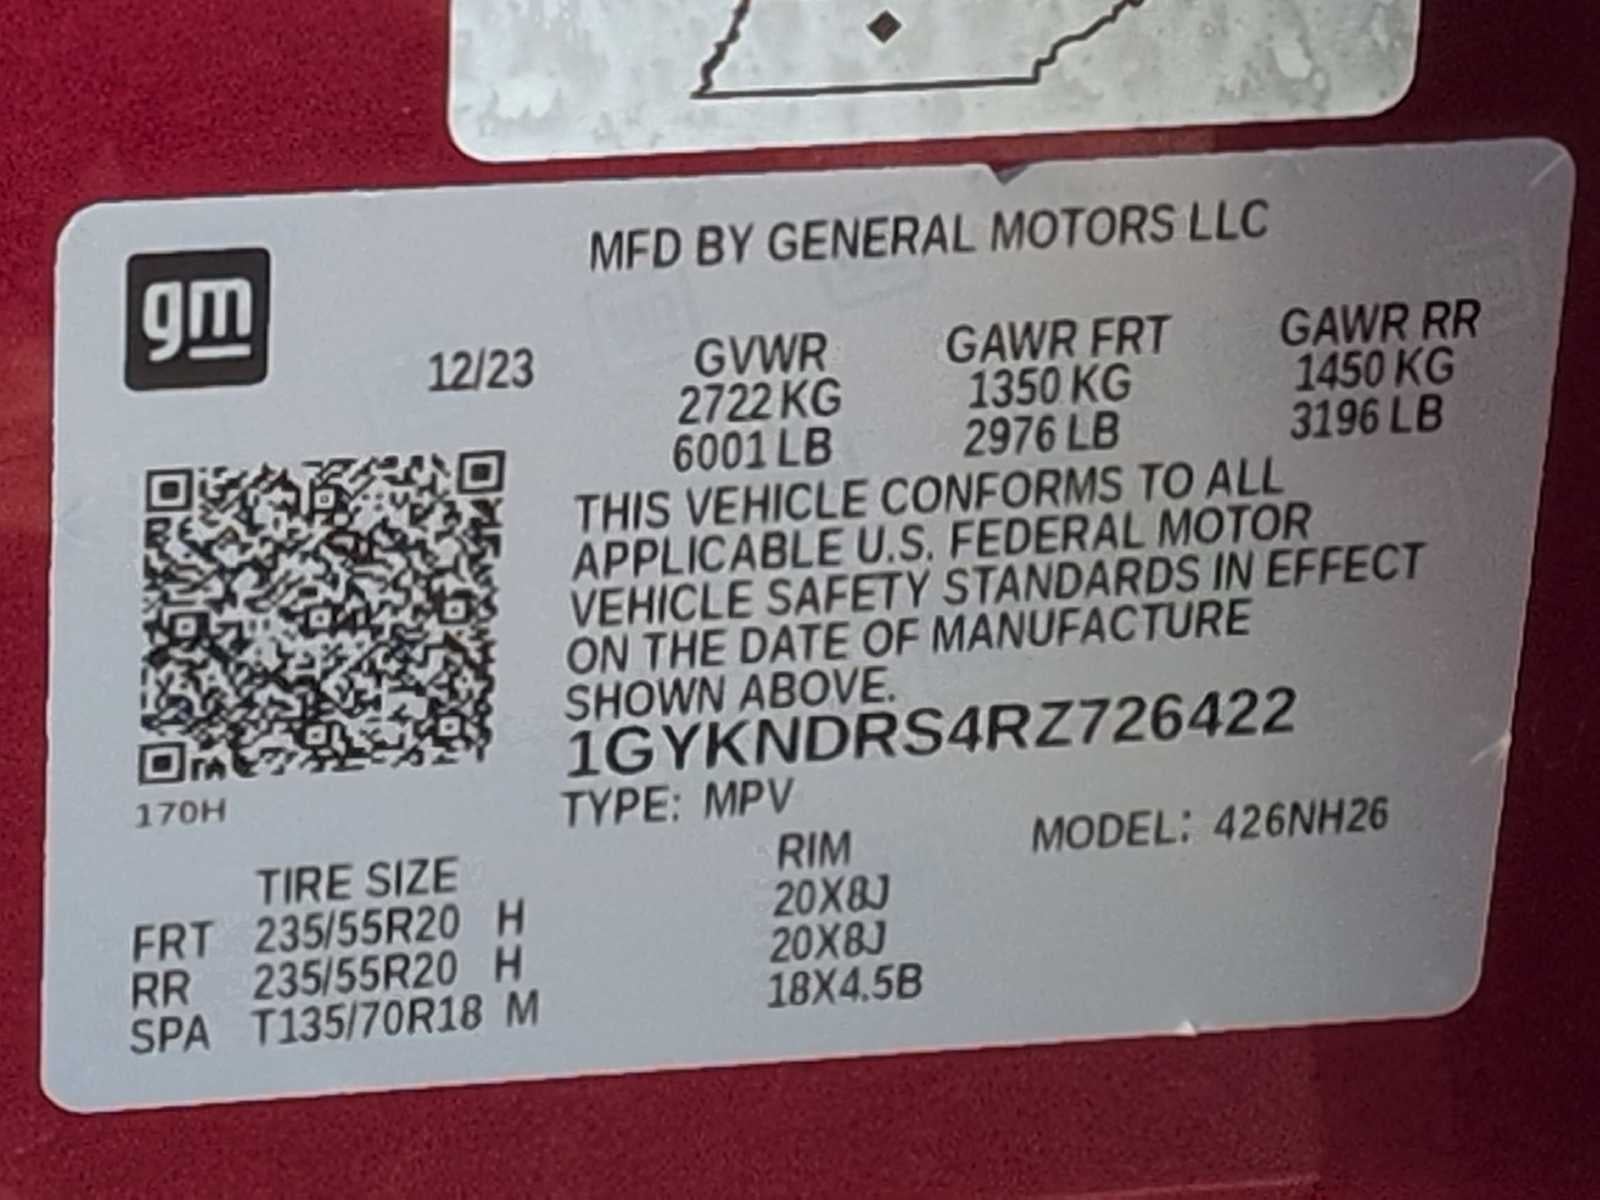 MFD BY GENERAL MOTORS LLC
gm
12/23
GVWR GAWR FRT GAWR RR
2722 KG 1350 KG 1450 KG
6001 LB 2976 LB 3196 LB
THIS VEHICLE CONFORMS TO ALL
APPLICABLE U.S. FEDERAL MOTOR
VEHICLE SAFETY STANDARDS IN EFFECT
ON THE DATE OF MANUFACTURE
SHOWN ABOVE.
1GYKNDRS4RZ726422
170H
TYPE: MPV MODEL: 426NH26
TIRE SIZE RIM
FRT 235/55R20 H 20X8J
RR 235/55R20 H 20X8J
SPA T135/70R18 M 18X4.5B